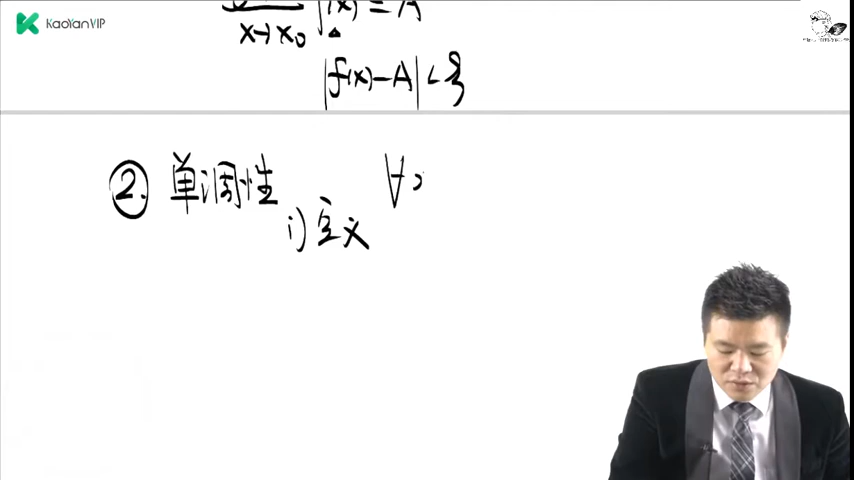 KaoYanVIP
f(x) = A
x→x₀
|f(x)-A|<ε
②. 单调性
i) 定义 ∀